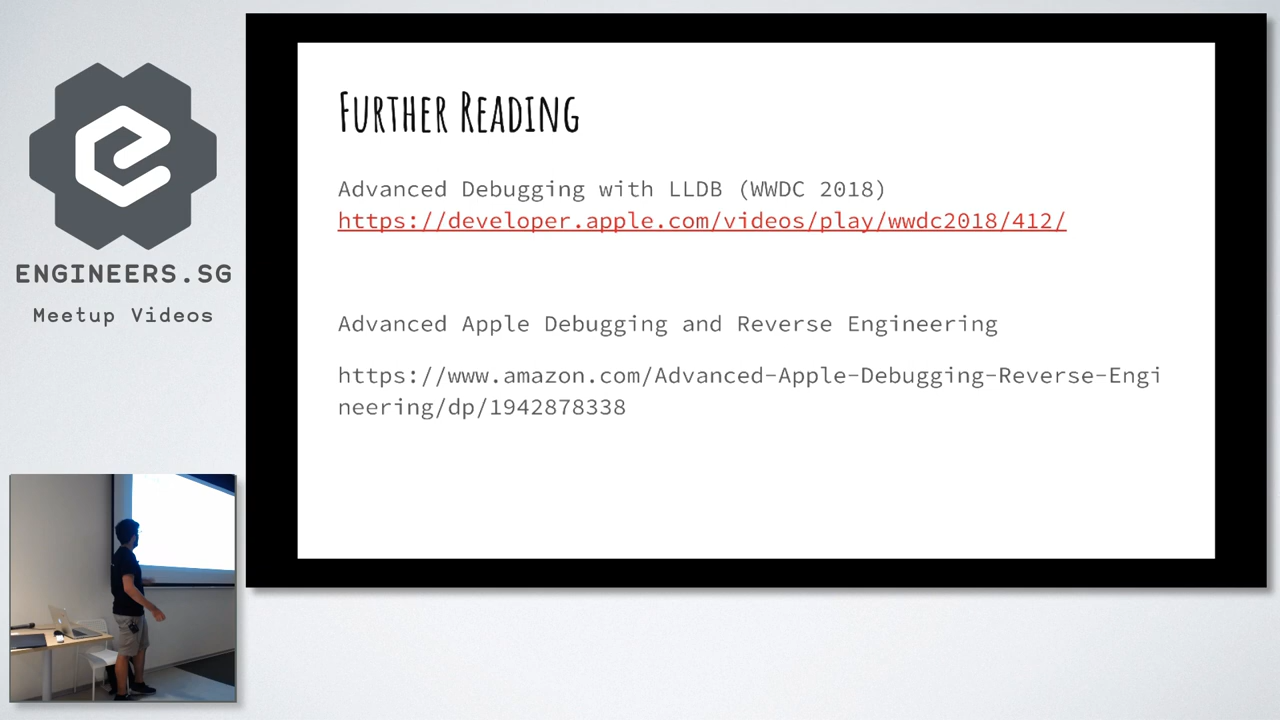 ENGINEERS.SG
Meetup Videos
FURTHER READING
Advanced Debugging with LLDB (WWDC 2018)
https://developer.apple.com/videos/play/wwdc2018/412/
Advanced Apple Debugging and Reverse Engineering
https://www.amazon.com/Advanced-Apple-Debugging-Reverse-Engi
neering/dp/1942878338